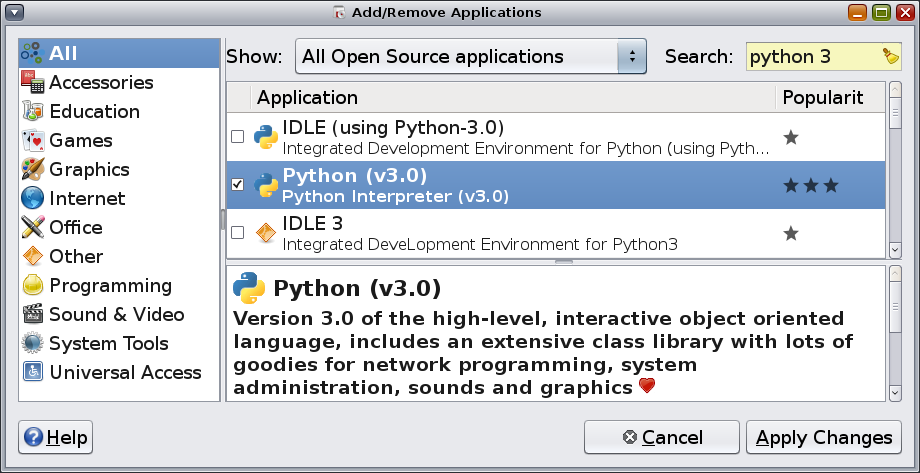 Add/Remove Applications
All
Accessories
Education
Games
Graphics
Internet
Office
Other
Programming
Sound & Video
System Tools
Universal Access
Show: All Open Source applications Search: python 3
Application Popularit
IDLE (using Python-3.0)
Integrated Development Environment for Python (using Pyth...
Python (v3.0)
Python Interpreter (v3.0)
IDLE 3
Integrated DeveLopment Environment for Python3
Python (v3.0)
Version 3.0 of the high-level, interactive object oriented
language, includes an extensive class library with lots of
goodies for network programming, system
administration, sounds and graphics
Help Cancel Apply Changes